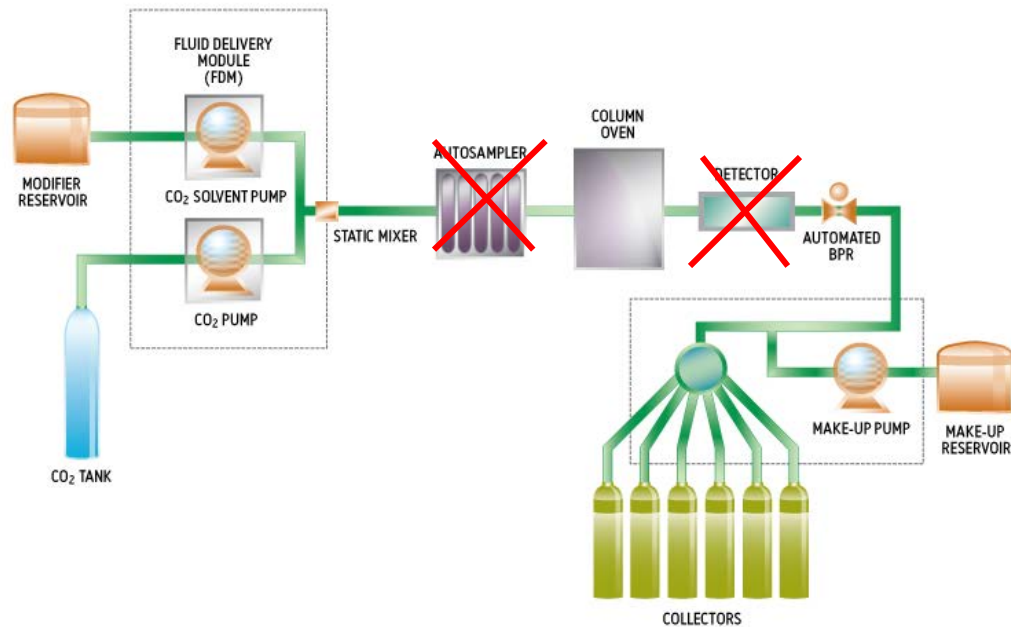 FLUID DELIVERY
MODULE
(FDM)
MODIFIER
RESERVOIR
CO₂ SOLVENT PUMP
CO₂ PUMP
CO₂ TANK
STATIC MIXER
AUTOSAMPLER
COLUMN
OVEN
DETECTOR
AUTOMATED
BPR
MAKE-UP PUMP
MAKE-UP
RESERVOIR
COLLECTORS